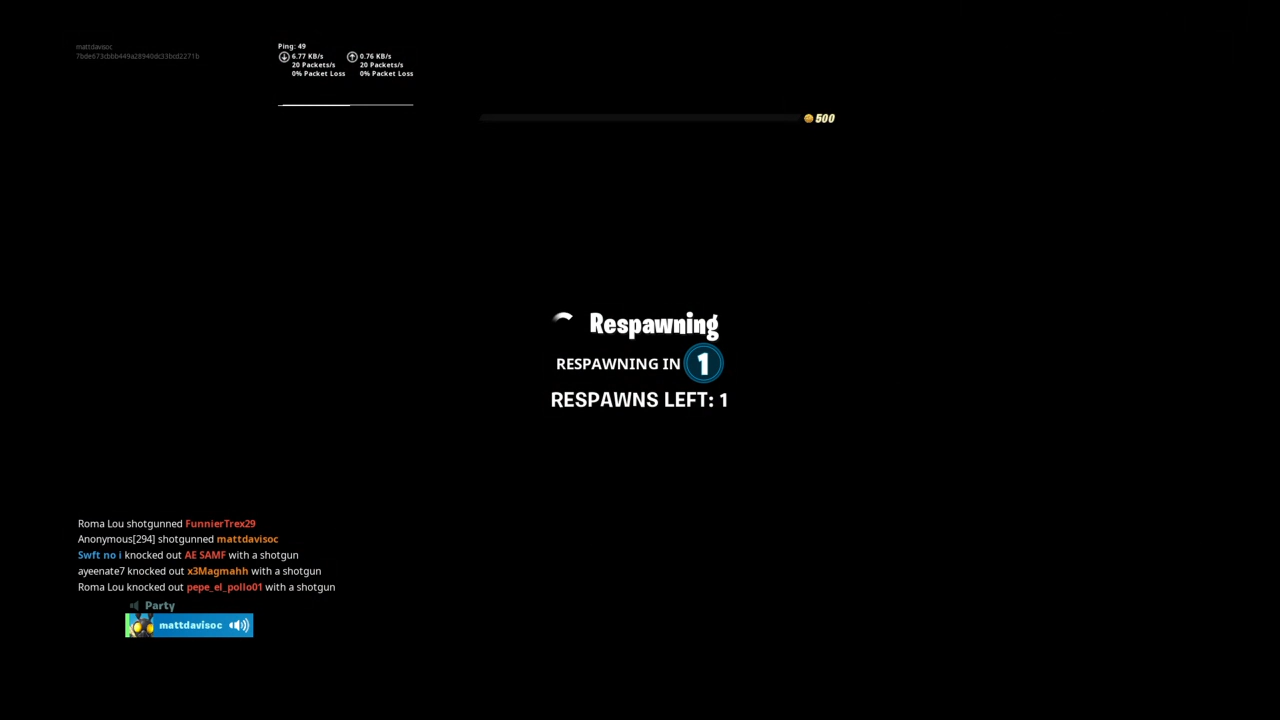 mattdavisoc
7bde673cbbb449a28940dc33bcd2271b
Ping: 49
6.77 KB/s 0.76 KB/s
20 Packets/s 20 Packets/s
0% Packet Loss 0% Packet Loss
500
Respawning
RESPAWNING IN 1
RESPAWNS LEFT: 1
Roma Lou shotgunned FunnierTrex29
Anonymous[294] shotgunned mattdavisoc
Swft no i knocked out AE SAMF with a shotgun
ayeenate7 knocked out x3Magmahh with a shotgun
Roma Lou knocked out pepe_el_pollo01 with a shotgun
Party
mattdavisoc